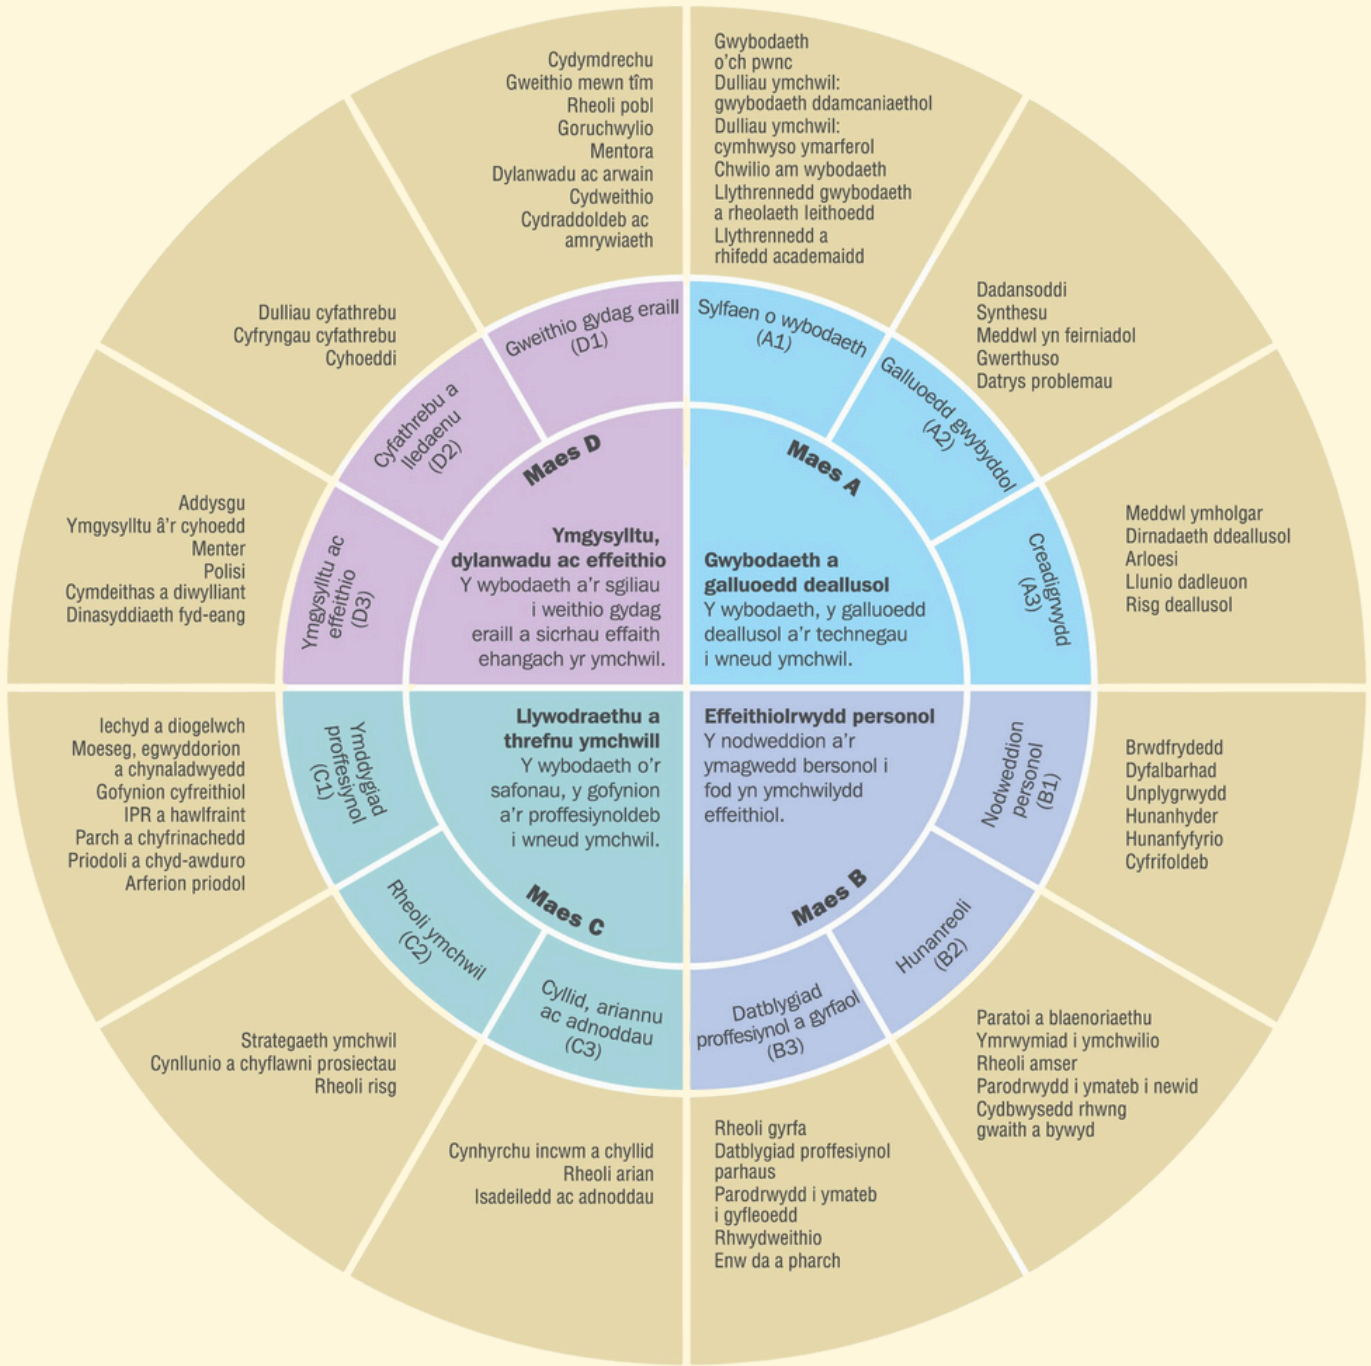 Gwybodaeth
o'ch pwnc
Dulliau ymchwil:
gwybodaeth ddamcaniaethol
Dulliau ymchwil:
cymhwyso ymarferol
Chwilio am wybodaeth
Llythrennedd gwybodaeth
a rheolaeth leithoedd
Llythrennedd a
rhifedd academaidd
Dadansoddi
Synthesu
Meddwl yn feirniadol
Gwerthuso
Datrys problemau
Meddwl ymholgar
Dirnadaeth ddeallusol
Arloesi
Llunio dadleuon
Risg deallusol
Sylfaen o wybodaeth
(A1)
Galluoedd gwybyddol
(A2)
Creadigrwydd
(A3)
Maes A
Gwybodaeth a
galluoedd deallusol
Y wybodaeth, y galluoedd
deallusol a'r technegau
i wneud ymchwil.
Effeithiolrwydd personol
Y nodweddion a'r
ymagwedd bersonol i
fod yn ymchwilydd
effeithiol.
Maes B
Nodweddion
personol
(B1)
Hunanreoli
(B2)
Datblygiad
proffesiynol a gyrfaol
(B3)
Brwdfrydedd
Dyfalbarhad
Unplygrwydd
Hunanhyder
Hunanfyfyrio
Cyfrifoldeb
Paratoi a blaenoriaethu
Ymrwymiad i ymchwilio
Rheoli amser
Parodrwydd i ymateb i newid
Cydbwysedd rhwng
gwaith a bywyd
Rheoli gyrfa
Datblygiad proffesiynol
parhaus
Parodrwydd i ymateb
i gyfleoedd
Rhwydweithio
Enw da a pharch
Llywodraethu a
threfnu ymchwill
Y wybodaeth o'r
safonau, y gofynion
a'r proffesiynoldeb
i wneud ymchwil.
Maes C
Ymddygiad
proffesiynol
(C1)
Rheoli ymchwil
(C2)
Cyllid, ariannu
ac adnoddau
(C3)
Iechyd a diogelwch
Moeseg, egwyddorion
a chynaladwyedd
Gofynion cyfreithiol
IPR a hawlfraint
Parch a chyfrinachedd
Priodoli a chyd-awduro
Arferion priodol
Strategaeth ymchwil
Cynllunio a chyflawni prosiectau
Rheoli risg
Cynhyrchu incwm a chyllid
Rheoli arian
Isadeiledd ac adnoddau
Maes D
Ymgysylltu,
dylanwadu ac effeithio
Y wybodaeth a'r sgiliau
i weithio gydag
eraill a sicrhau effaith
ehangach yr ymchwil.
Gweithio gydag eraill
(D1)
Cyfathrebu a
lledaenu
(D2)
Ymgysylltu ac
effeithio
(D3)
Cydymdrechu
Gweithio mewn tîm
Rheoli pobl
Goruchwylio
Mentora
Dylanwadu ac arwain
Cydweithio
Cydraddoldeb ac
amrywiaeth
Dulliau cyfathrebu
Cyfryngau cyfathrebu
Cyhoeddi
Addysgu
Ymgysylltu â'r cyhoedd
Menter
Polisi
Cymdeithas a diwylliant
Dinasyddiaeth fyd-eang